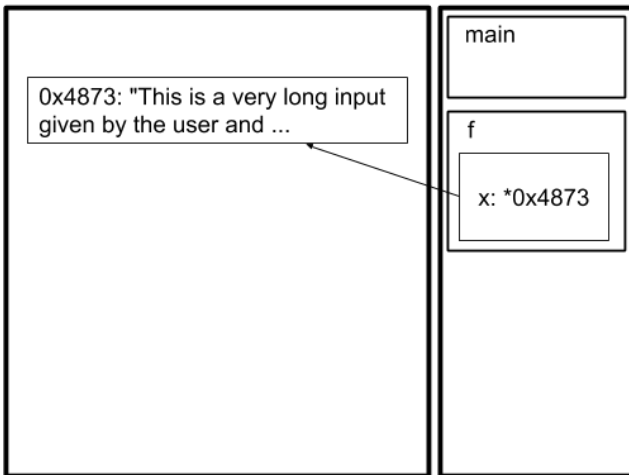 0x4873: "This is a very long input
given by the user and ...
main
f
x: *0x4873